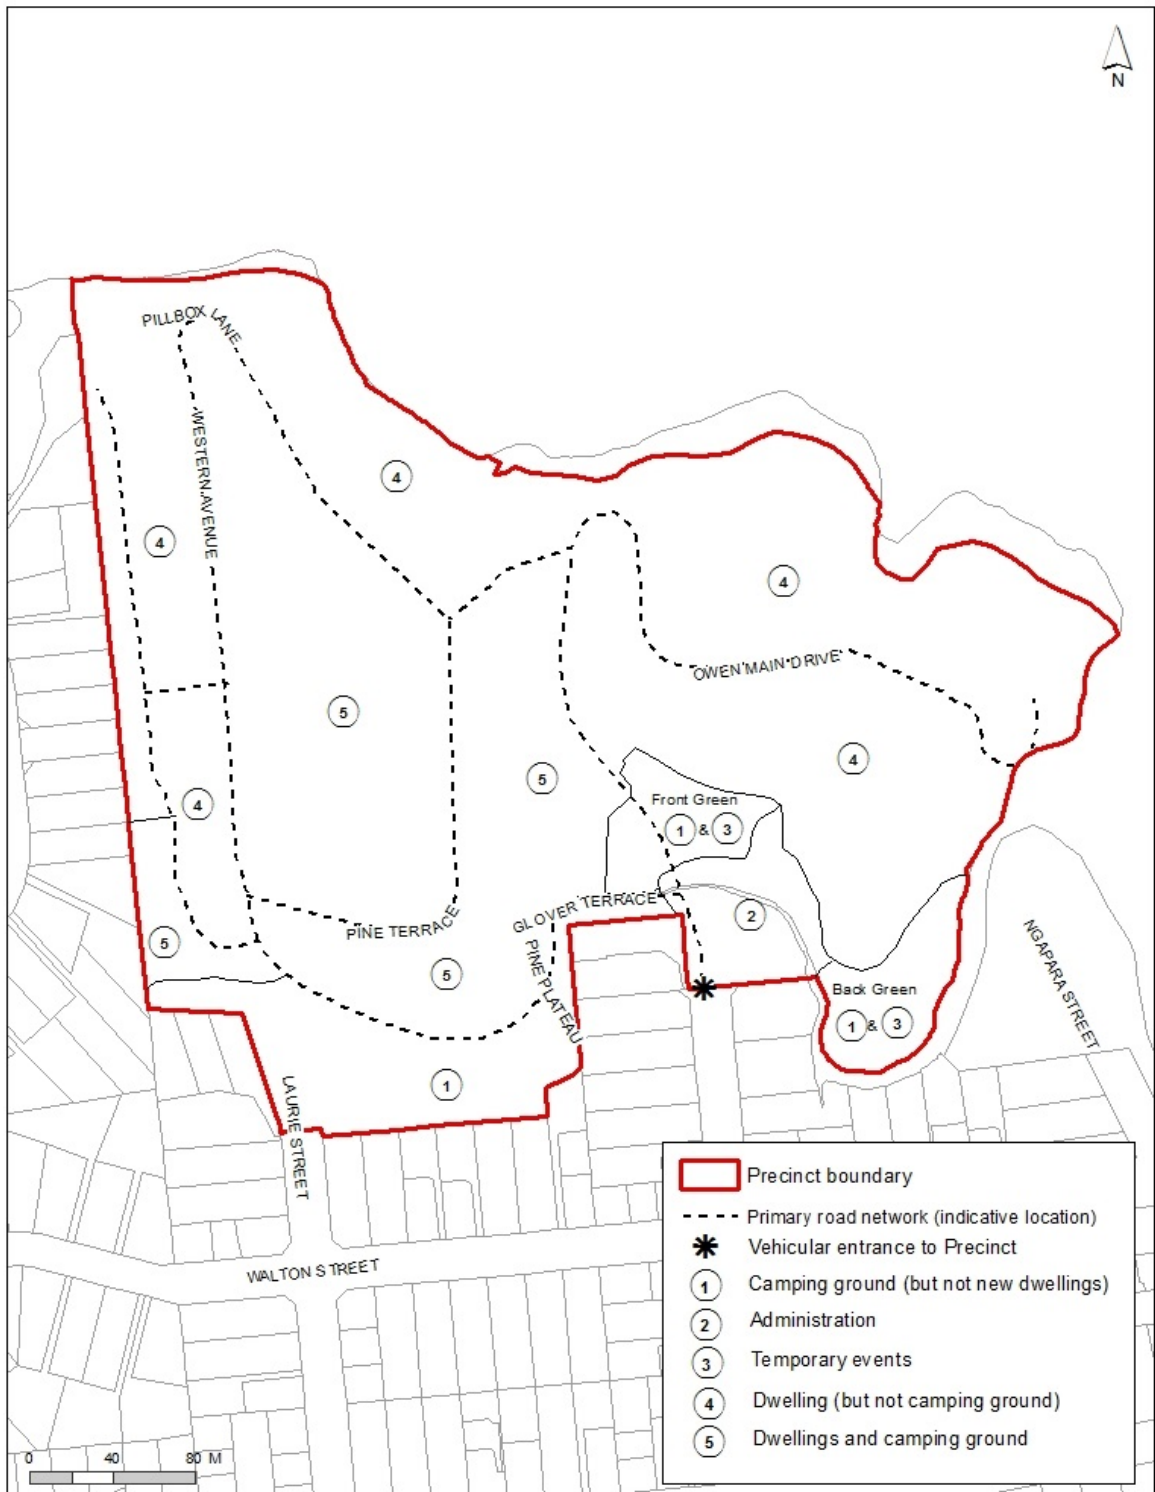 N
PILLBOX LANE
WESTERN AVENUE
4
4
4
OWEN MAIN DRIVE
5
5
4
4
Front Green
1 & 3
GLOVER TERRACE
2
PINE TERRACE
5
5
PINE PLATEAU
NGAPARA STREET
Back Green
1 & 3
1
LAURIE STREET
WALTON STREET
Precinct boundary
Primary road network (indicative location)
Vehicular entrance to Precinct
1 Camping ground (but not new dwellings)
2 Administration
3 Temporary events
4 Dwelling (but not camping ground)
5 Dwellings and camping ground
0 40 80 M